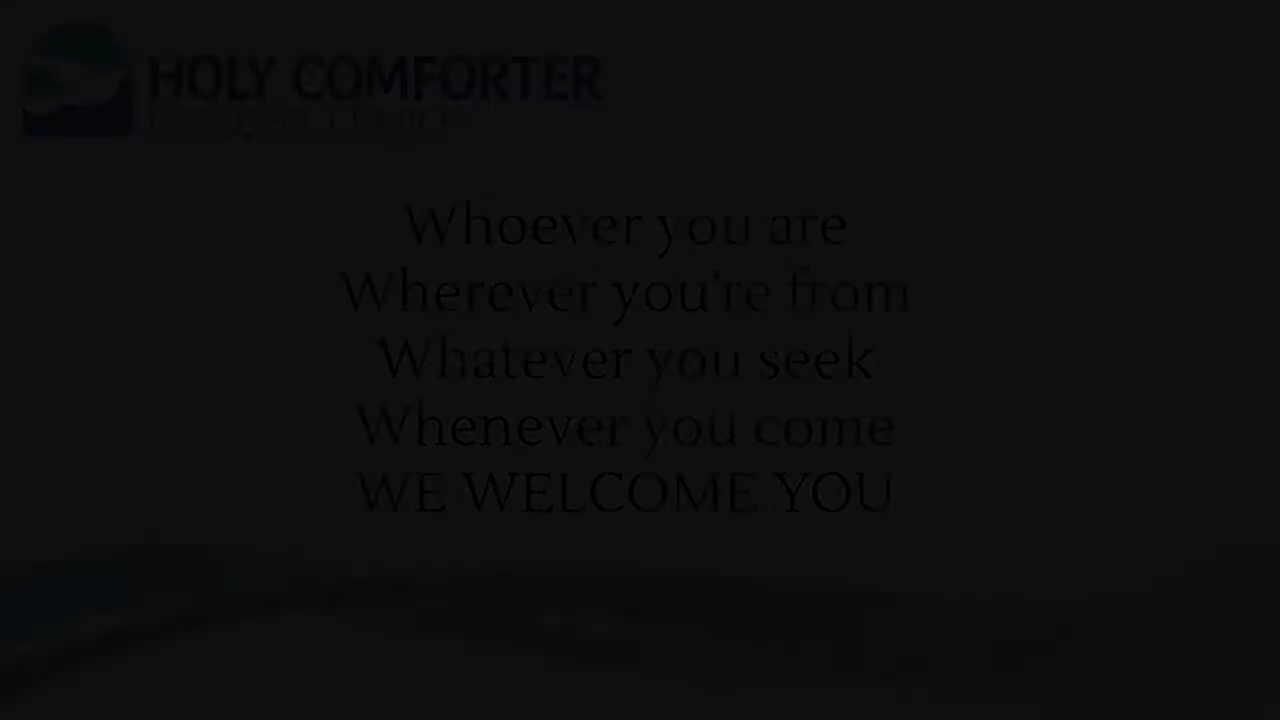 HOLY COMFORTER
Whoever you are
Wherever you're from
Whatever you seek
Whenever you come
WE WELCOME YOU